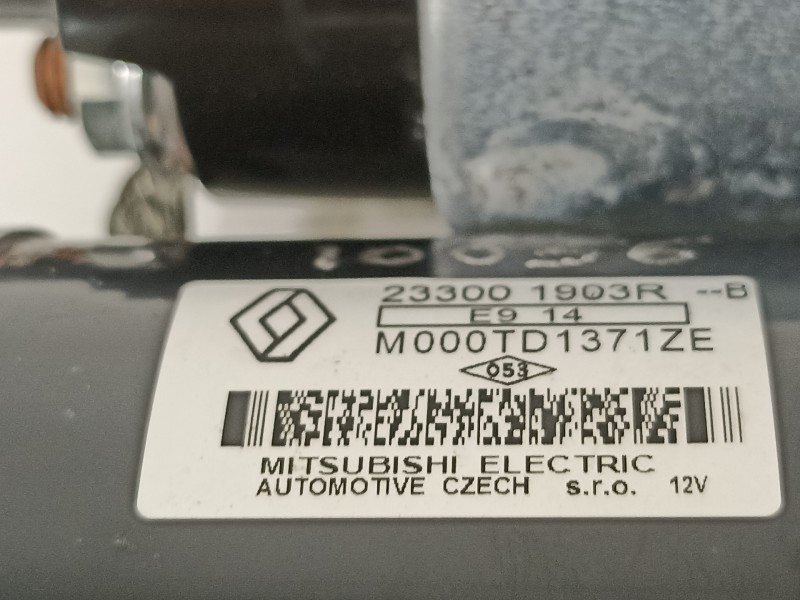 23300 1903R --B
E9 14
M000TD1371ZE
053
MITSUBISHI ELECTRIC
AUTOMOTIVE CZECH s.r.o. 12V